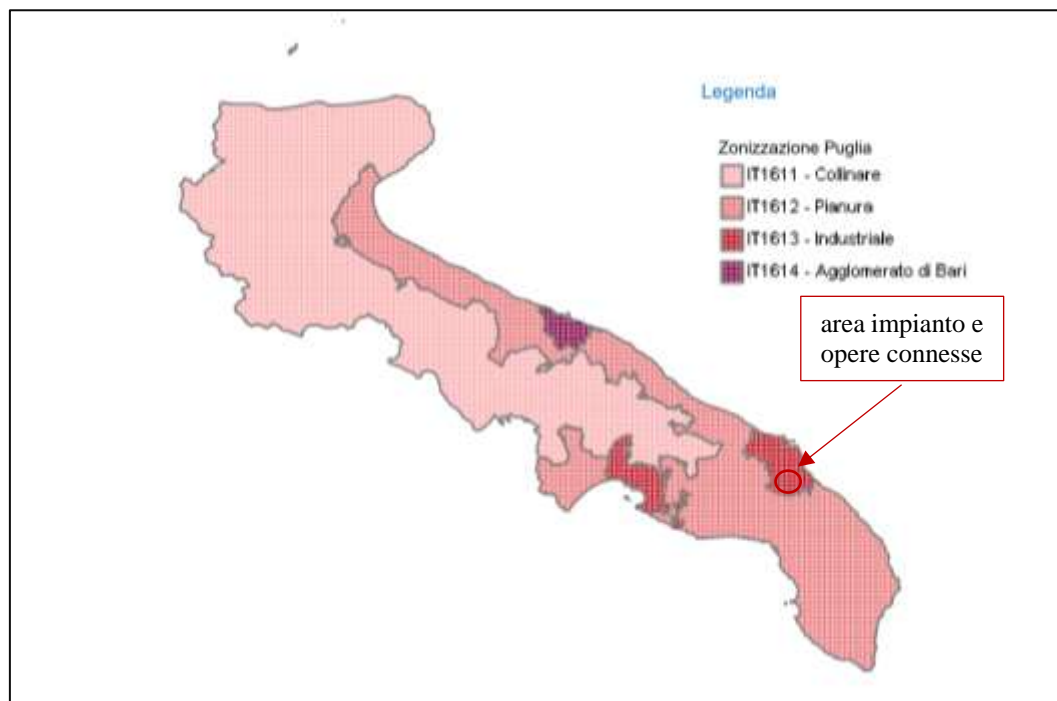 Legenda
Zonizzazione Puglia
IT1611 - Collinare
IT1612 - Pianura
IT1613 - Industriale
IT1614 - Agglomerato di Bari
area impianto e
opere connesse